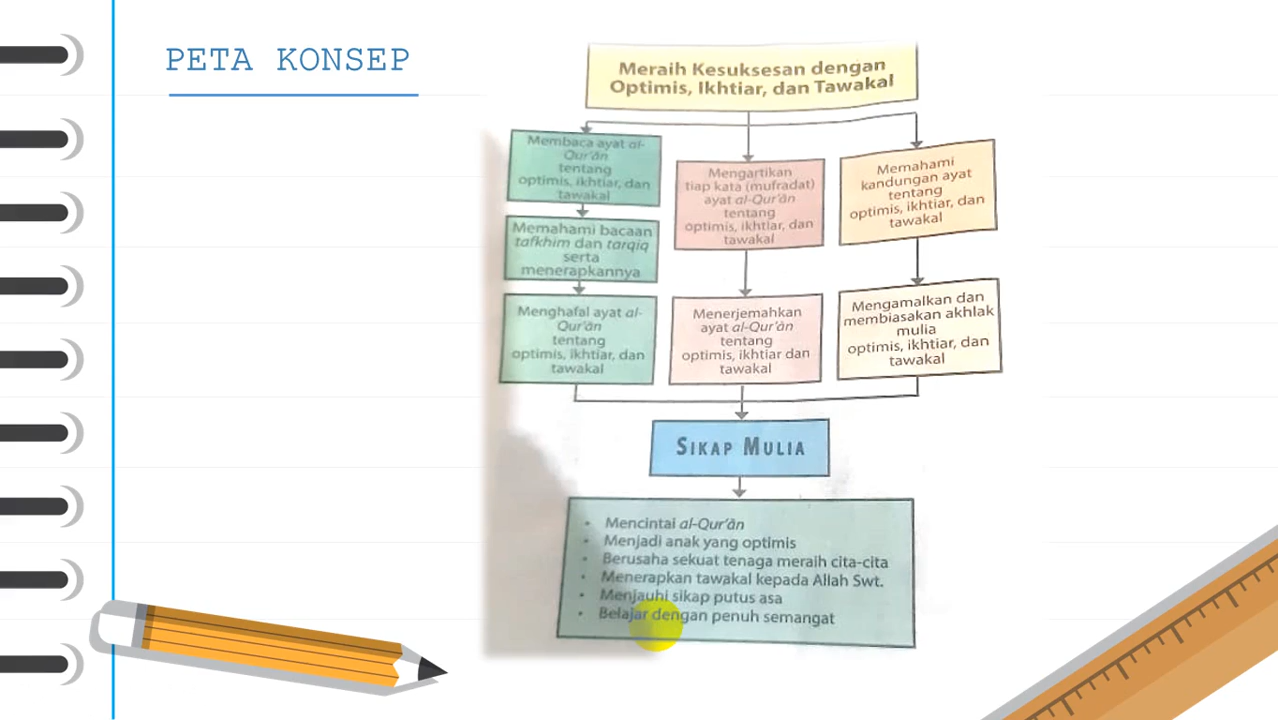 PETA KONSEP
Meraih Kesuksesan dengan
Optimis, Ikhtiar, dan Tawakal
Membaca ayat al-
Qur'ān
tentang
optimis, ikhtiar, dan
tawakal
Memahami bacaan
tafkhim dan tarqiq
serta
menerapkannya
Menghafal ayat al-
Qur'ān
tentang
optimis, ikhtiar, dan
tawakal
Mengartikan
tiap kata (mufradat)
ayat al-Qur'ān
tentang
optimis, ikhtiar, dan
tawakal
Menerjemahkan
ayat al-Qur'ān
tentang
optimis, ikhtiar dan
tawakal
Memahami
kandungan ayat
tentang
optimis, ikhtiar, dan
tawakal
Mengamalkan dan
membiasakan akhlak
mulia
optimis, ikhtiar, dan
tawakal
SIKAP MULIA
• Mencintai al-Qur'ān
• Menjadi anak yang optimis
• Berusaha sekuat tenaga meraih cita-cita
• Menerapkan tawakal kepada Allah Swt.
• Menjauhi sikap putus asa
• Belajar dengan penuh semangat